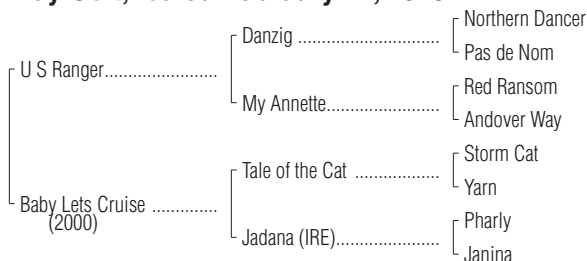 Northern Dancer
Danzig ................................
Pas de Nom
U S Ranger.........................
Red Ransom
My Annette.........................
Andover Way
Storm Cat
Tale of the Cat ...................
Yarn
Baby Lets Cruise ...............
(2000)
Pharly
Jadana (IRE).......................
Janina